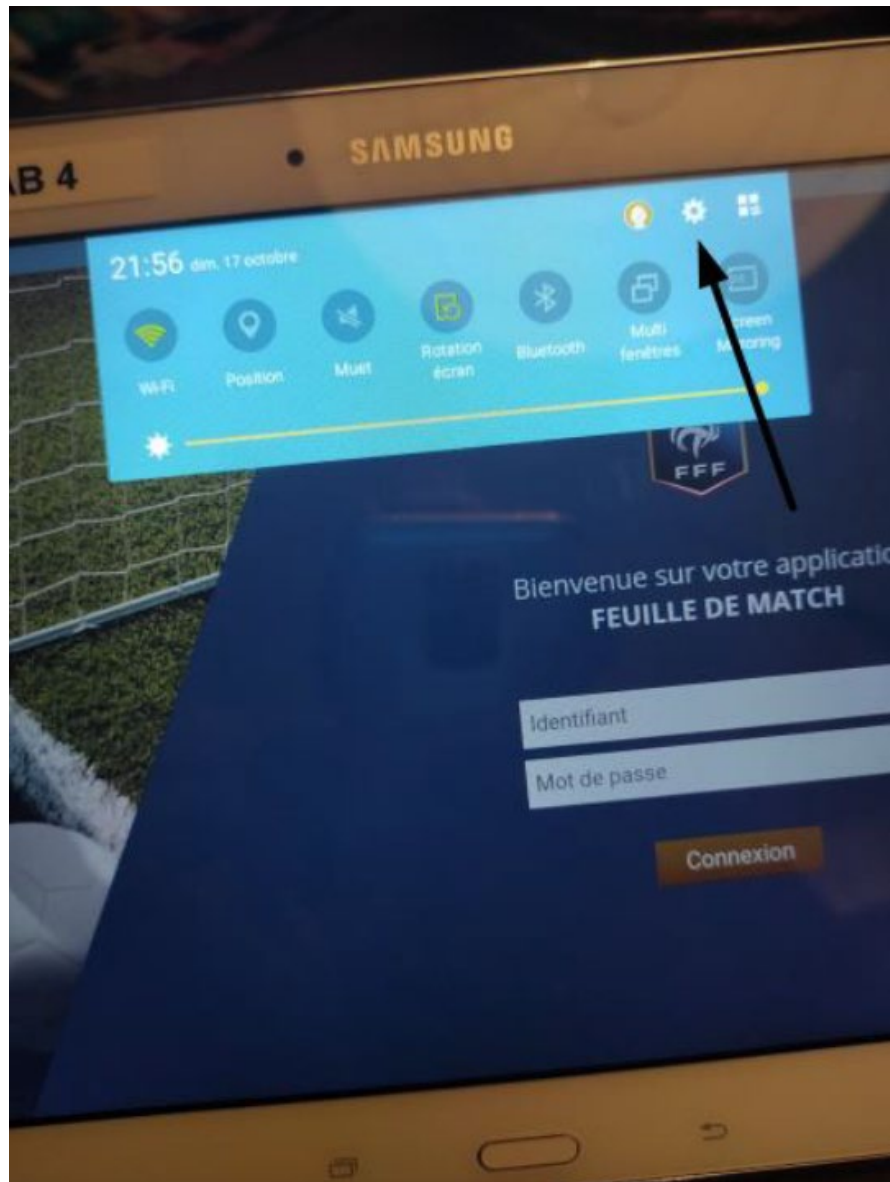 SAMSUNG
AB 4
21:56 dim. 17 octobre
Wi-Fi
Position
Muet
Rotation
écran
Bluetooth
Multi
fenêtres
Screen
FFF
Bienvenue sur votre applicatio
FEUILLE DE MATCH
Identifiant
Mot de passe
Connexion